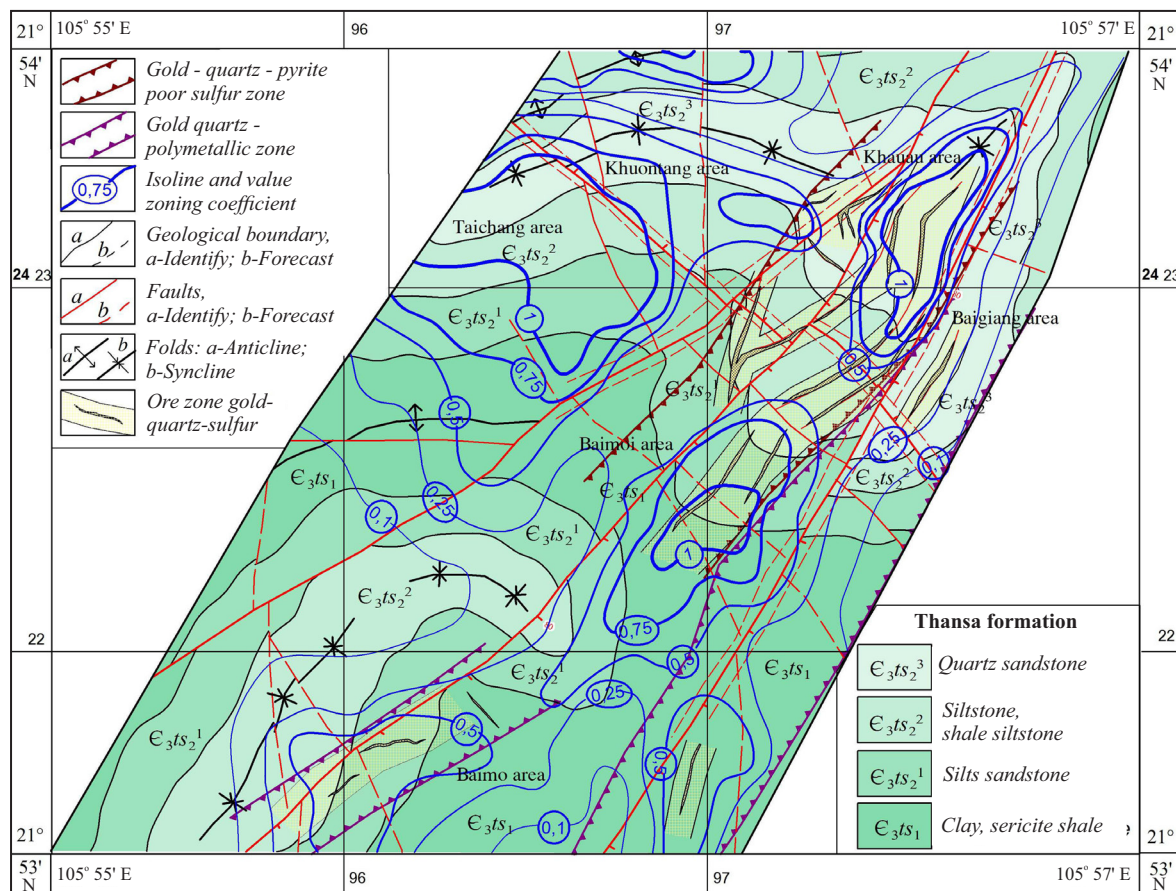 21°
105° 55' E
96
97
105° 57' E
21°
54'
N
54'
N
Gold - quartz - pyrite
poor sulfur zone
Gold quartz -
polymetallic zone
0,75
Isoline and value
zoning coefficient
a
b
Geological boundary,
a-Identify; b-Forecast
a
b
Faults,
a-Identify; b-Forecast
a
b
Folds: a-Anticline;
b-Syncline
Ore zone gold-
quartz-sulfur
Є₃ts₂²
Є₃ts₂³
Khuontang area
Khauau area
Taichang area
Є₃ts₂²
Є₃ts₂³
24 23
24 23
1
Є₃ts₂¹
1
Baigiang area
0,75
0,5
Є₃ts₂¹
Є₃ts₂³
0,5
Baimoi area
0,25
0,1
Є₃ts₁
Є₃ts₁
Є₃ts₂²
0,1
0,25
Є₃ts₂¹
1
Є₃ts₂²
0,75
22
22
0,5
Є₃ts₂¹
Є₃ts₁
0,25
Є₃ts₂¹
0,5
0,5
Baimo area
Є₃ts₁
0,1
Thansa formation
Є₃ts₂³
Quartz sandstone
Є₃ts₂²
Siltstone,
shale siltstone
Є₃ts₂¹
Silts sandstone
Є₃ts₁
Clay, sericite shale
e
21°
53'
N
105° 55' E
96
97
105° 57' E
21°
53'
N